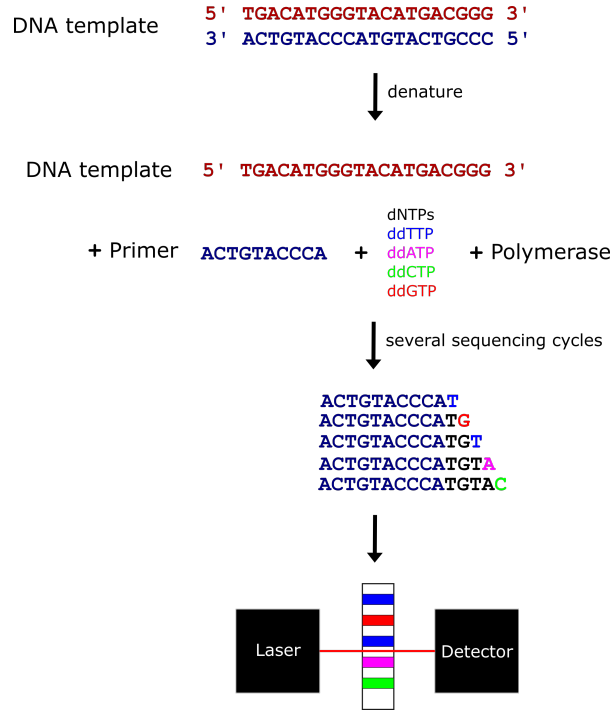 DNA template
5' TGACATGGGTACATGACGGG 3'
3' ACTGTACCCATGTACTGCCC 5'
denature
DNA template 5' TGACATGGGTACATGACGGG 3'
+ Primer ACTGTACCCA +
dNTPs
ddTTP
ddATP
ddCTP
ddGTP
+ Polymerase
several sequencing cycles
ACTGTACCCAT
ACTGTACCCATG
ACTGTACCCATGT
ACTGTACCCATGTA
ACTGTACCCATGTAC
Laser
Detector